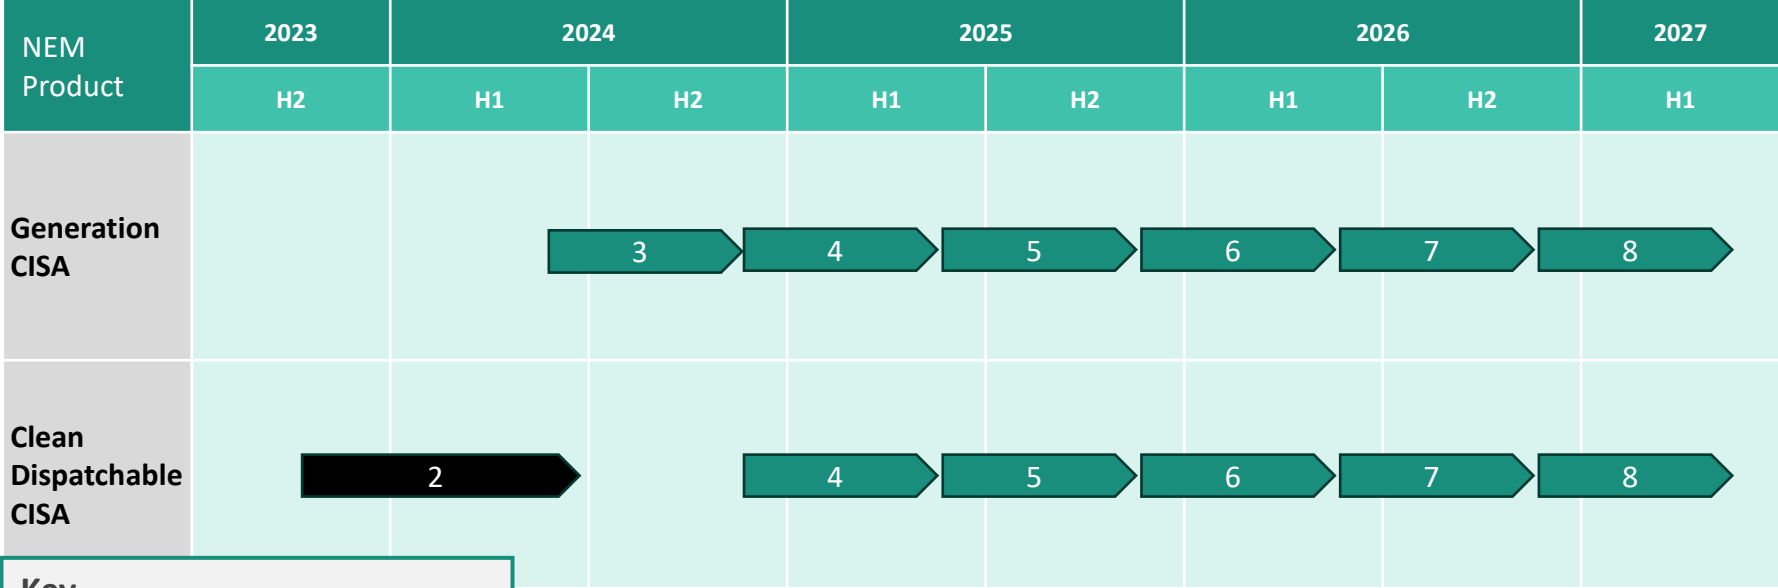 NEM
Product
2023
2024
2025
2026
2027
H2
H1
H2
H1
H2
H1
H2
H1
Generation
CISA
3
4
5
6
7
8
Clean
Dispatchable
CISA
2
4
5
6
7
8
Key